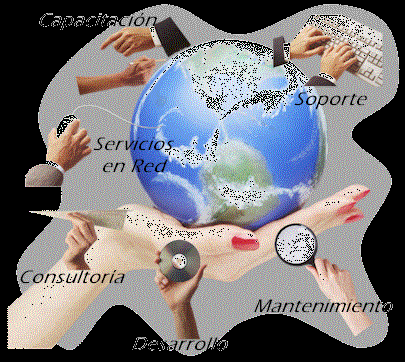 Capacitación
Soporte
Servicios
en Red
Consultoría
Mantenimiento
Desarrollo